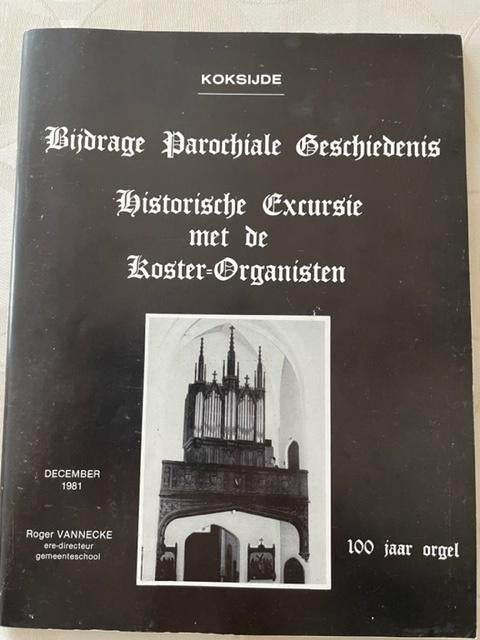 KOKSIJDE
Bijdrage Parochiale Geschiedenis
Historische Excursie
met de
Koster-Organisten
DECEMBER
1981
Roger VANNECKE
ere-directeur
gemeenteschool
100 jaar orgel